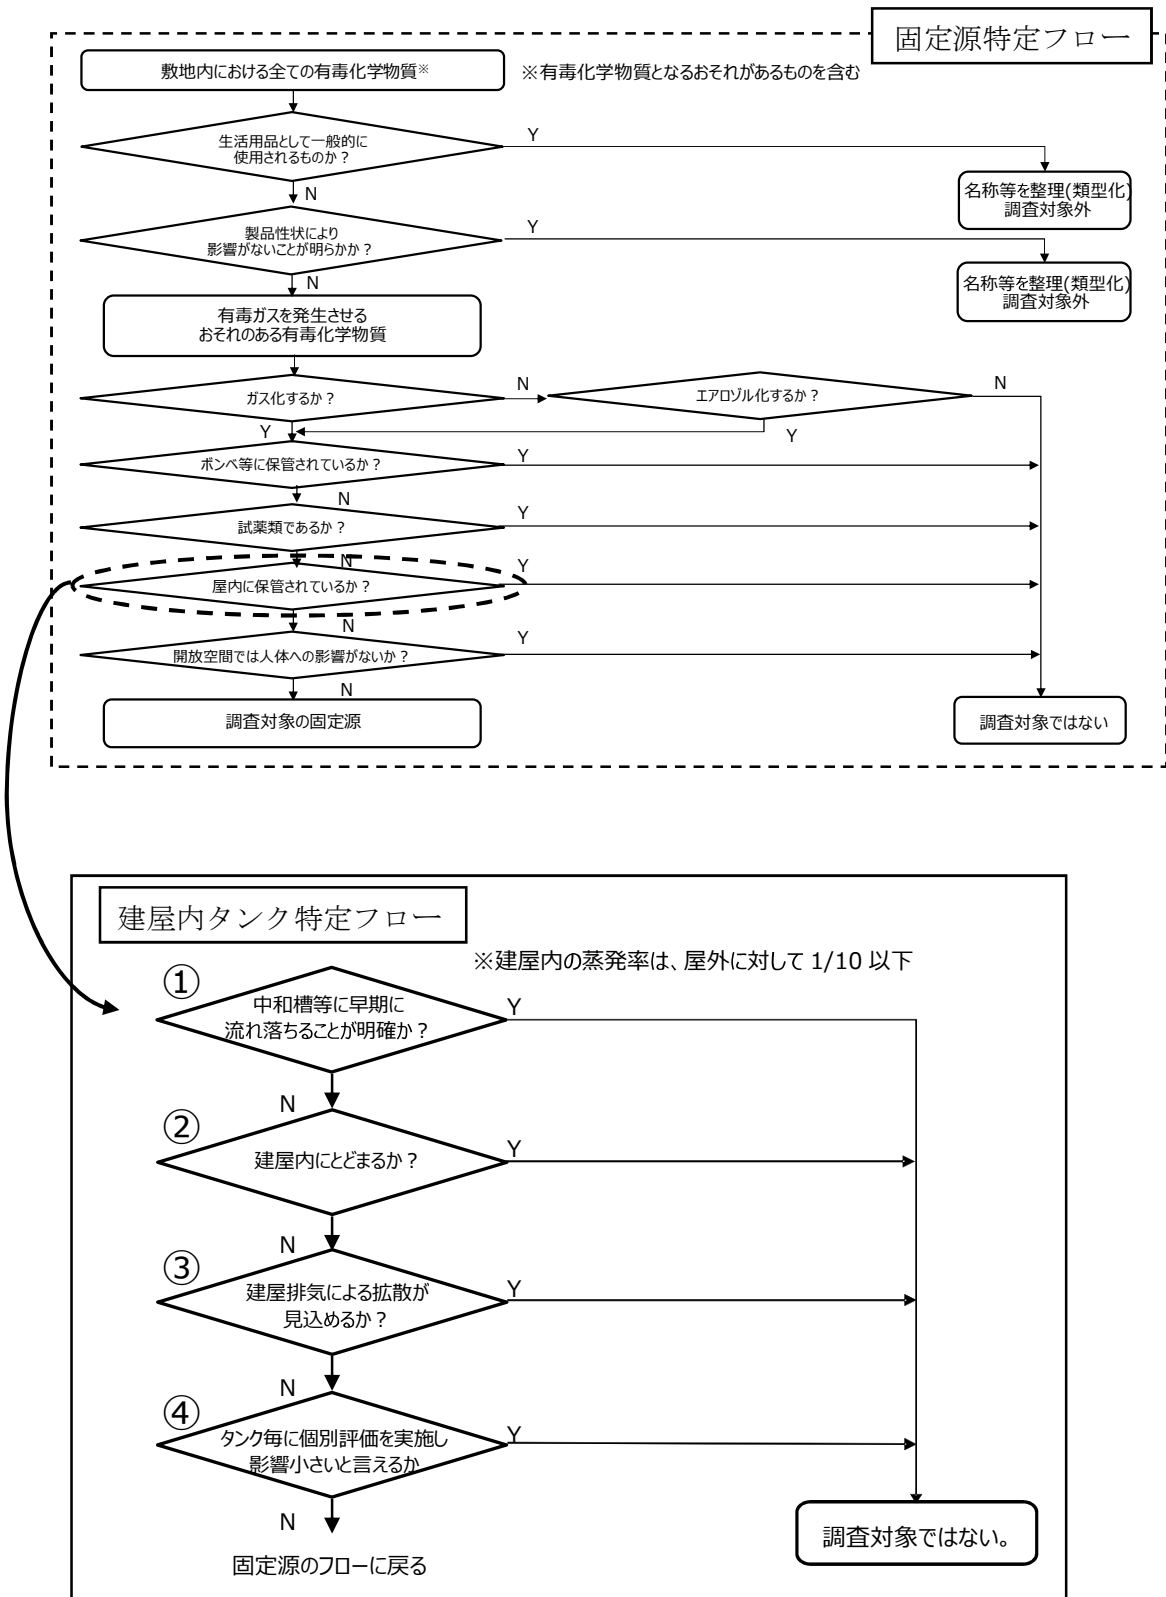 固定源特定フロー
敷地内における全ての有毒化学物質※
※有毒化学物質となるおそれがあるものを含む
生活用品として一般的に
使用されるものか？
Y
N
名称等を整理(類型化)
調査対象外
製品性状により
影響がないことが明らかか？
Y
N
名称等を整理(類型化)
調査対象外
有毒ガスを発生させる
おそれのある有毒化学物質
ガス化するか？
N
エアロゾル化するか？
N
Y
Y
ボンベ等に保管されているか？
Y
N
試薬類であるか？
Y
N
屋内に保管されているか？
Y
N
開放空間では人体への影響がないか？
Y
N
調査対象の固定源
調査対象ではない
建屋内タンク特定フロー
※建屋内の蒸発率は、屋外に対して 1/10 以下
①
中和槽等に早期に
流れ落ちることが明確か？
Y
N
②
建屋内にとどまるか？
Y
N
③
建屋排気による拡散が
見込めるか？
Y
N
④
タンク毎に個別評価を実施し
影響小さいと言えるか
Y
N
固定源のフローに戻る
調査対象ではない。